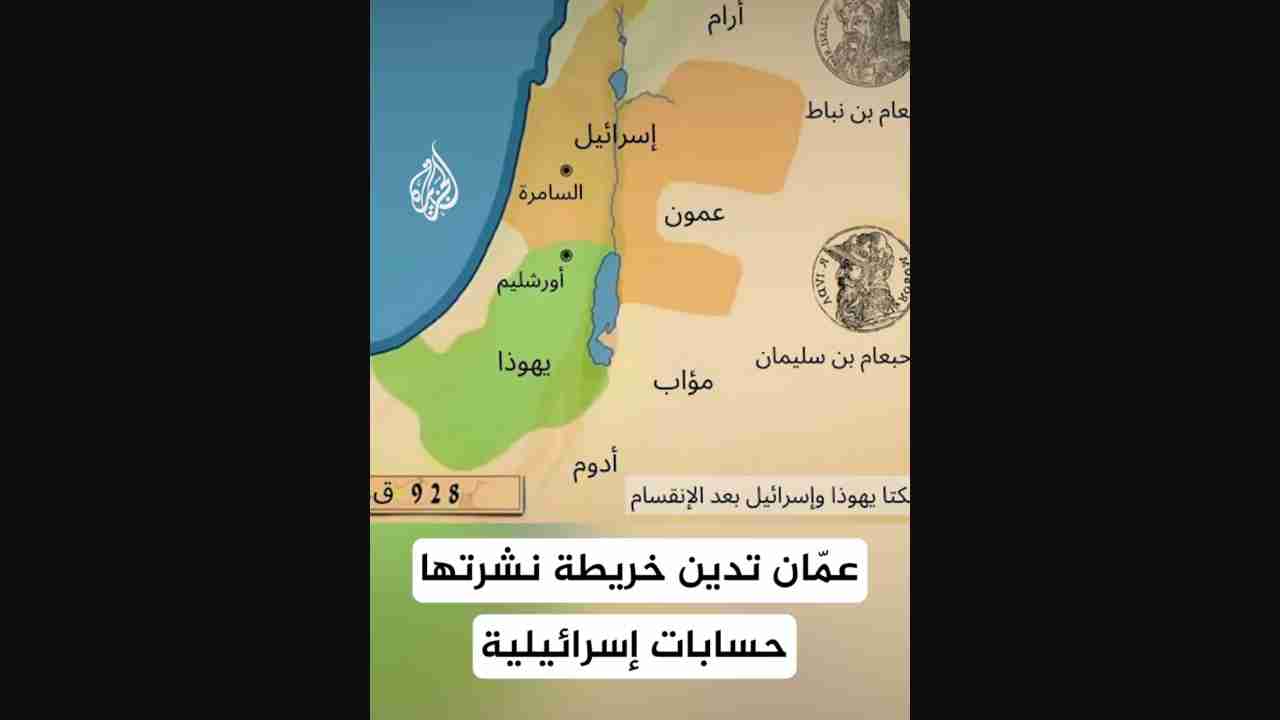 أرام
عام بن نباط
إسرائيل
السامرة
عمون
أورشليم
حبعام بن سليمان
يهوذا
مؤاب
أدوم
928 ق
كتا يهوذا وإسرائيل بعد الإنقسام
الجزيرة
عمّان تدين خريطة نشرتها
حسابات إسرائيلية